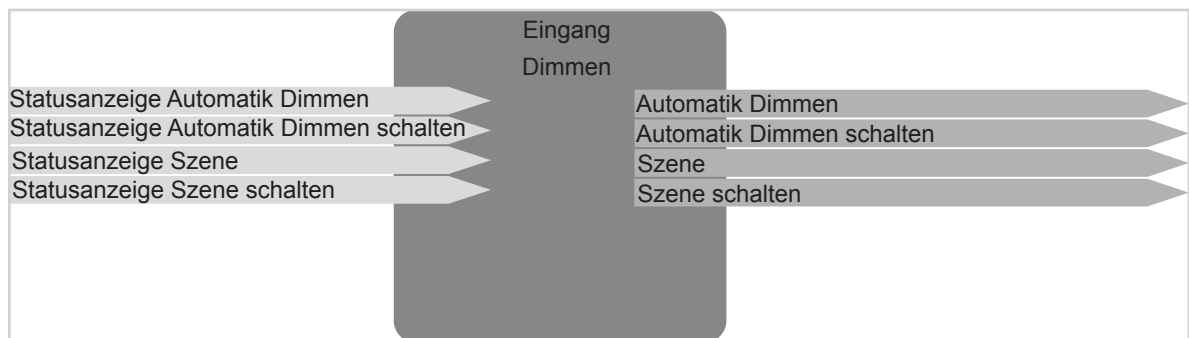 Eingang
Dimmen
Statusanzeige Automatik Dimmen
Statusanzeige Automatik Dimmen schalten
Statusanzeige Szene
Statusanzeige Szene schalten
Automatik Dimmen
Automatik Dimmen schalten
Szene
Szene schalten